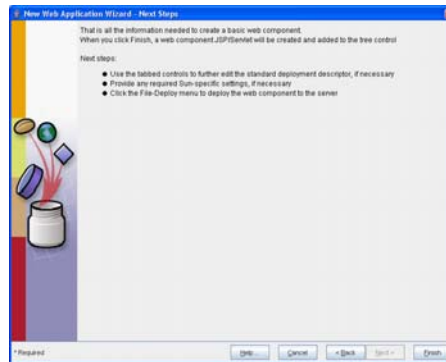 New Web Application Wizard - Next Steps
That is all the information needed to create a basic web component.
When you click Finish, a web component JSP/Servlet will be created and added to the tree control
Next steps:
● Use the tabbed controls to further edit the standard deployment descriptor, if necessary
● Provide any required Sun-specific settings, if necessary
● Click the File-Deploy menu to deploy the web component to the server
* Required
Help... Cancel < Back Next > Finish